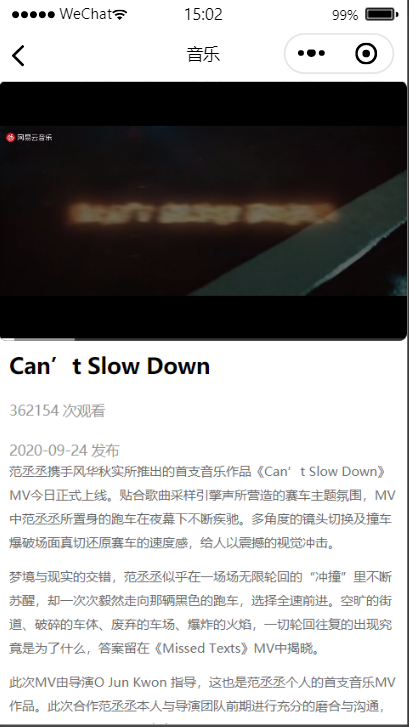 WeChat
15:02
99%
音乐
网易云音乐
Can’t Slow Down
362154 次观看
2020-09-24 发布
范丞丞携手风华秋实所推出的首支音乐作品《Can’t Slow Down》
MV今日正式上线。贴合歌曲采样引擎声所营造的赛车主题氛围，MV
中范丞丞所置身的跑车在夜幕下不断疾驰。多角度的镜头切换及撞车
爆破场面真切还原赛车的速度感，给人以震撼的视觉冲击。
梦境与现实的交错，范丞丞似乎在一场场无限轮回的“冲撞”里不断
苏醒，却一次次毅然走向那辆黑色的跑车，选择全速前进。空旷的街
道、破碎的车体、废弃的车场、爆炸的火焰，一切轮回往复的出现究
竟是为了什么，答案留在《Missed Texts》MV中揭晓。
此次MV由导演O Jun Kwon 指导，这也是范丞丞个人的首支音乐MV
作品。此次合作范丞丞本人与导演团队前期进行充分的磨合与沟通，